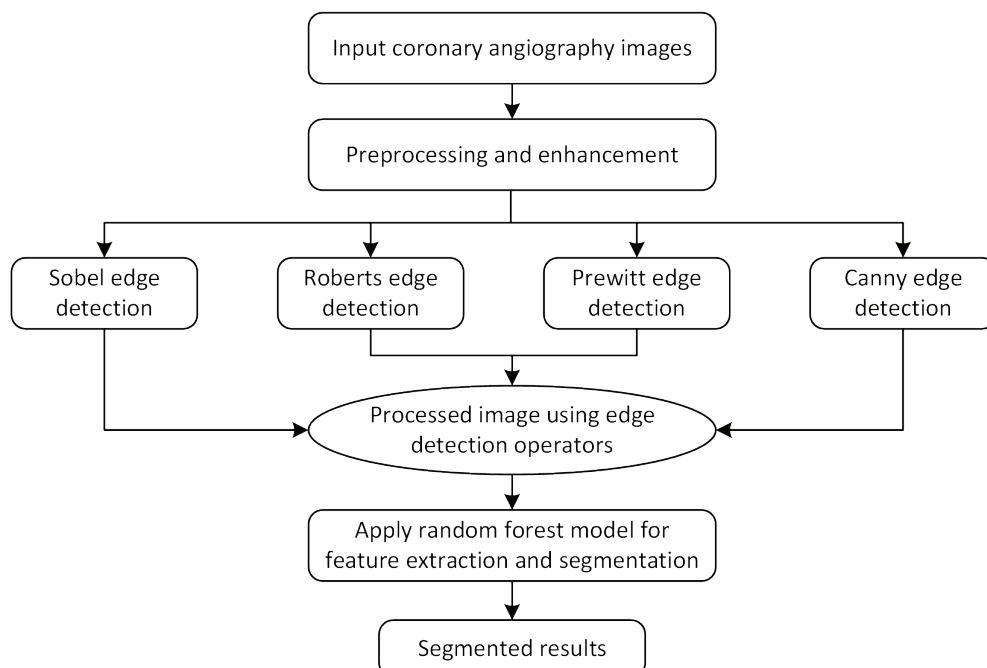 Input coronary angiography images
Preprocessing and enhancement
Sobel edge
detection
Roberts edge
detection
Prewitt edge
detection
Canny edge
detection
Processed image using edge
detection operators
Apply random forest model for
feature extraction and segmentation
Segmented results